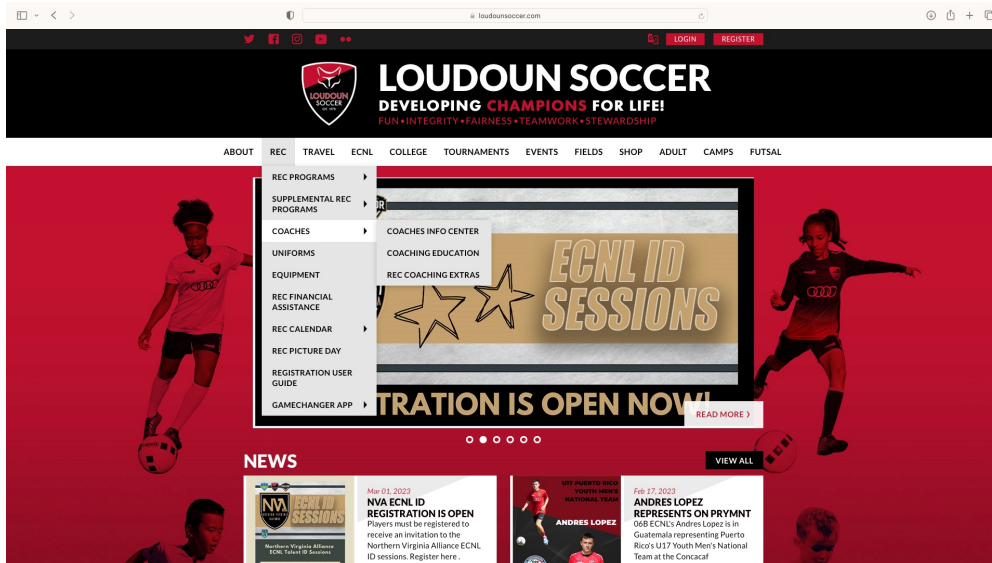 loudounsoccer.com
LOGIN
REGISTER
LOUDOUN
SOCCER
LOUDOUN SOCCER
DEVELOPING CHAMPIONS FOR LIFE!
FUN•INTEGRITY•FAIRNESS•TEAMWORK•STEWARDSHIP
ABOUT REC TRAVEL ECNL COLLEGE TOURNAMENTS EVENTS FIELDS SHOP ADULT CAMPS FUTSAL
REC PROGRAMS
SUPPLEMENTAL REC
PROGRAMS
COACHES
UNIFORMS
EQUIPMENT
REC FINANCIAL
ASSISTANCE
REC CALENDAR
REC PICTURE DAY
REGISTRATION USER
GUIDE
GAMECHANGER APP
COACHES INFO CENTER
COACHING EDUCATION
REC COACHING EXTRAS
ECNL ID
SESSIONS
TRATION IS OPEN NOW!
READ MORE
NEWS
VIEW ALL
NVA
ECNL ID
SESSIONS
Northern Virginia Alliance
ECNL Talent ID Sessions
Mar 01, 2023
NVA ECNL ID
REGISTRATION IS OPEN
Players must be registered to
receive an invitation to the
Northern Virginia Alliance ECNL
ID sessions. Register here .
U17 PUERTO RICO
YOUTH MEN'S
NATIONAL TEAM
ANDRES LOPEZ
Feb 17, 2023
ANDRES LOPEZ
REPRESENTS ON PRYMNT
06B ECNL's Andres Lopez is in
Guatemala representing Puerto
Rico's U17 Youth Men's National
Team at the Concacaf